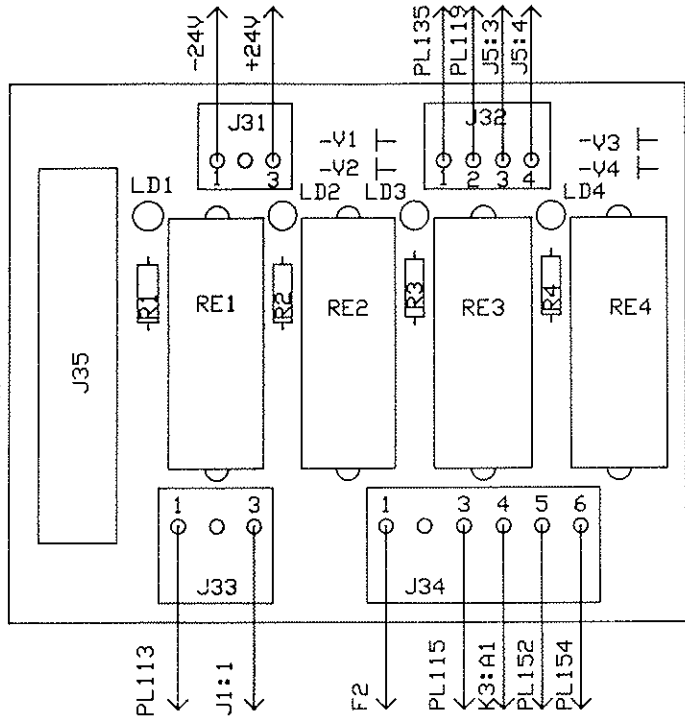 -24V
+24V
PL135
PL119
J5:3
J5:4
J31
1 3
-V1
-V2
J32
1 2 3 4
-V3
-V4
LD1
LD2
LD3
LD4
R1
RE1
R2
RE2
R3
RE3
R4
RE4
J35
1 3
J33
1 3 4 5 6
J34
PL113
J1:1
F2
PL115
K3:A1
PL152
PL154